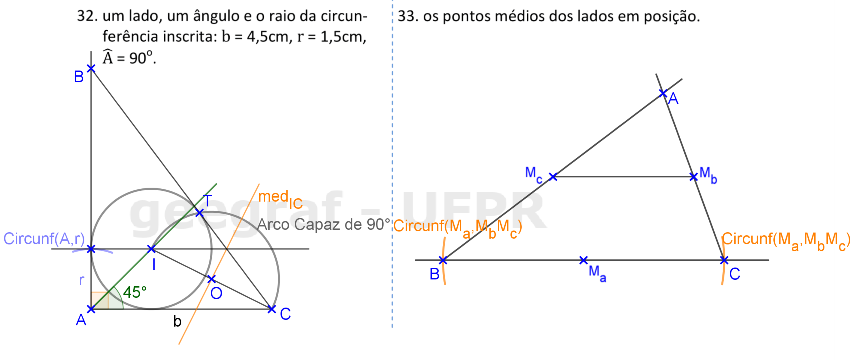 32. um lado, um ângulo e o raio da circun-
ferência inscrita: b = 4,5cm, r = 1,5cm,
Â = 90º.
B
T
med_IC
Arco Capaz de 90°
Circunf(A,r)
I
r
O
45°
A
b
C
33. os pontos médios dos lados em posição.
A
M_c
M_b
Circunf(M_a,M_bM_c)
Circunf(M_a,M_bM_c)
B
M_a
C
geegraf - UFPR